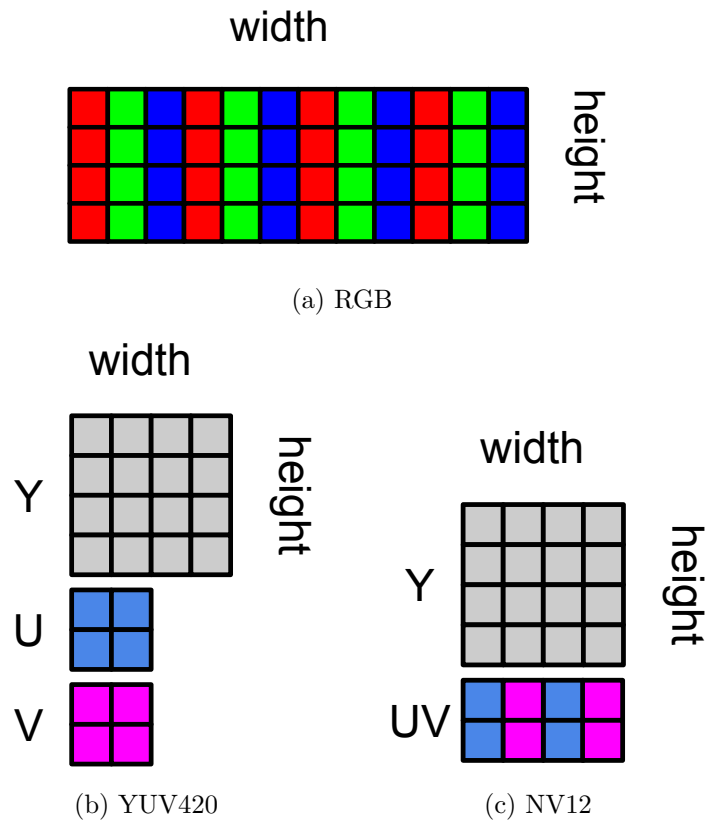 width
height
(a) RGB
width
height
Y
U
V
(b) YUV420
width
height
Y
UV
(c) NV12